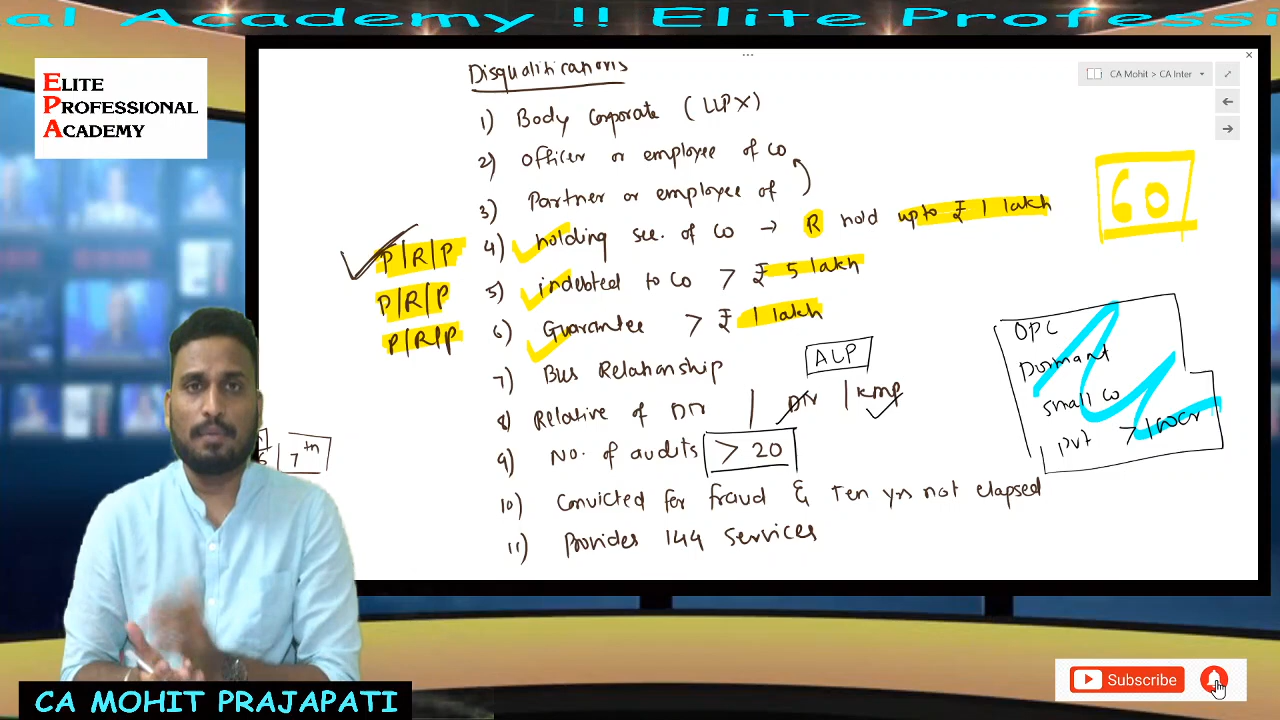 al Academy !! Elite Professi
ELITE
PROFESSIONAL
ACADEMY
CA Mohit > CA Inter
Disqualifications
1) Body Corporate (LLP X)
2) Officer or employee of Co
3) Partner or employee of
P/R/P 4) holding sec. of Co → R hold upto ₹ 1 lakh
P/R/P 5) indebted to Co > ₹ 5 lakh
P/R/P 6) Guarantee > ₹ 1 lakh
7) Bus Relationship ALP
8) Relative of Dir | Dir | KMP
9) No. of audits > 20
10) Convicted for fraud & Ten yrs not elapsed
11) Provides 144 services
60
OPC
Dormant
Small Co
Pvt > 100cr
7th
Subscribe
CA MOHIT PRAJAPATI